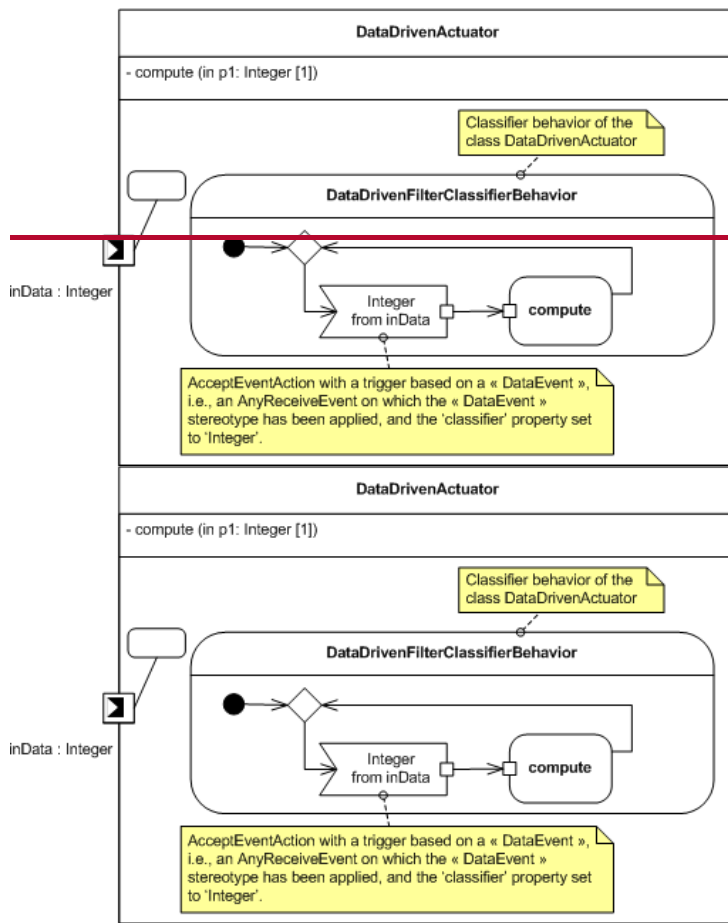 DataDrivenActuator
- compute (in p1: Integer [1])
Classifier behavior of the
class DataDrivenActuator
DataDrivenFilterClassifierBehavior
inData : Integer
Integer
from inData
compute
AcceptEventAction with a trigger based on a « DataEvent »,
i.e., an AnyReceiveEvent on which the « DataEvent »
stereotype has been applied, and the ‘classifier’ property set
to ‘Integer’.
DataDrivenActuator
- compute (in p1: Integer [1])
Classifier behavior of the
class DataDrivenActuator
DataDrivenFilterClassifierBehavior
inData : Integer
Integer
from inData
compute
AcceptEventAction with a trigger based on a « DataEvent »,
i.e., an AnyReceiveEvent on which the « DataEvent »
stereotype has been applied, and the ‘classifier’ property set
to ‘Integer’.